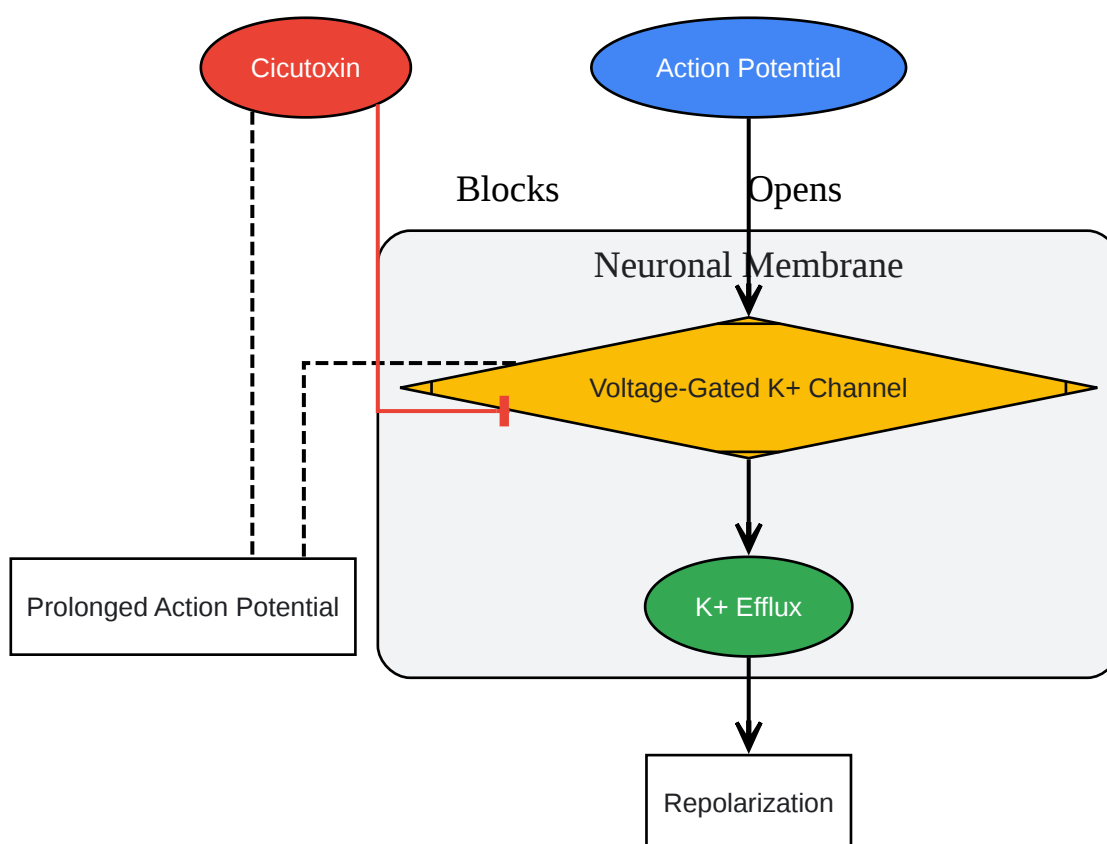 Cicutoxin
Action Potential
Blocks
Opens
Neuronal Membrane
Voltage-Gated K+ Channel
Prolonged Action Potential
K+ Efflux
Repolarization